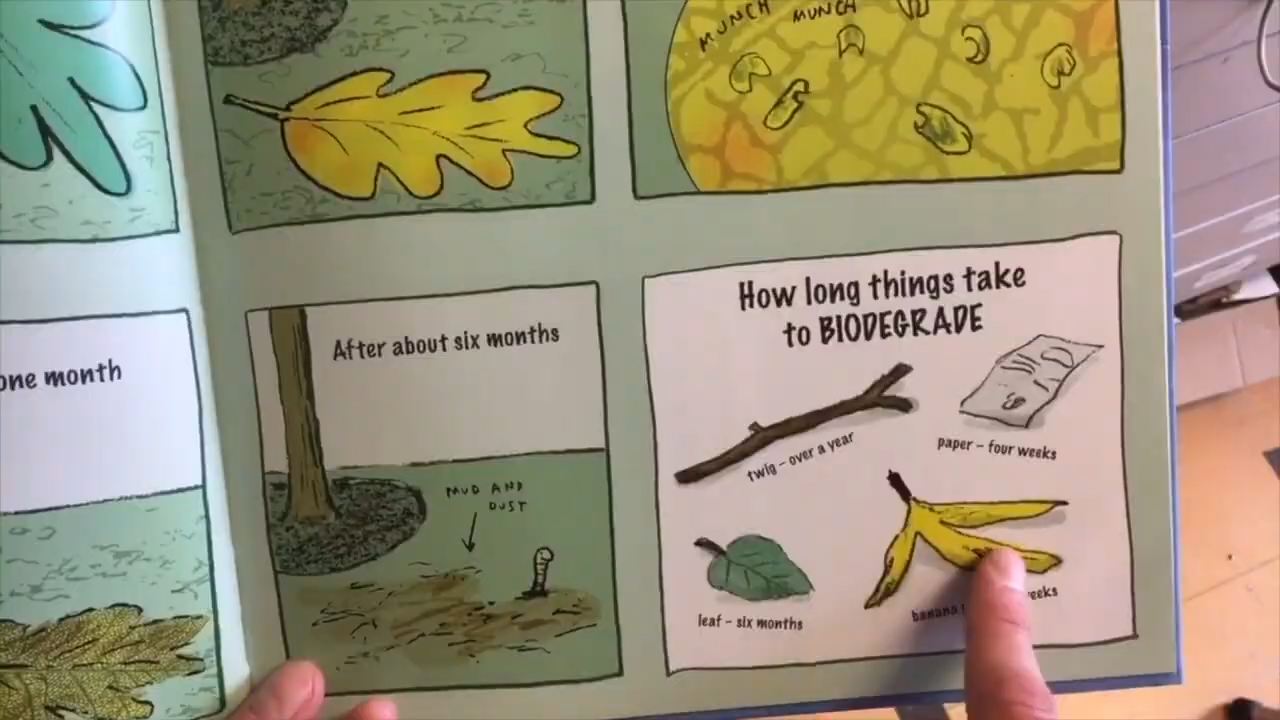 MUNCH MUNCH
one month
After about six months
MUD AND
DUST
How long things take
to BIODEGRADE
twig – over a year
paper – four weeks
leaf – six months
banana weeks